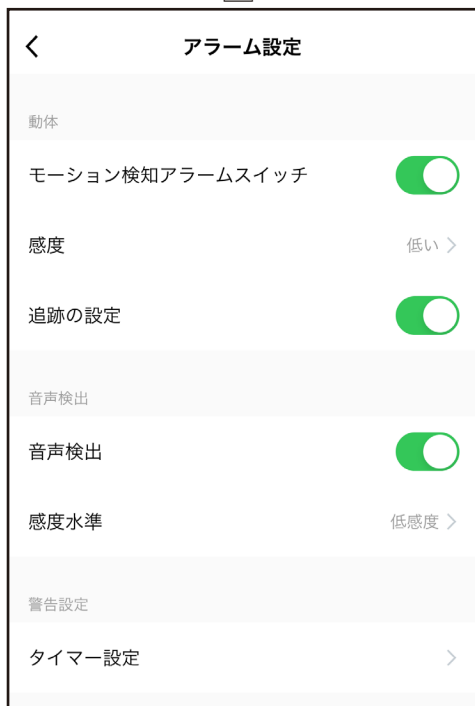 アラーム設定
動体
モーション検知アラームスイッチ
感度 低い
追跡の設定
音声検出
音声検出
感度水準 低感度
警告設定
タイマー設定